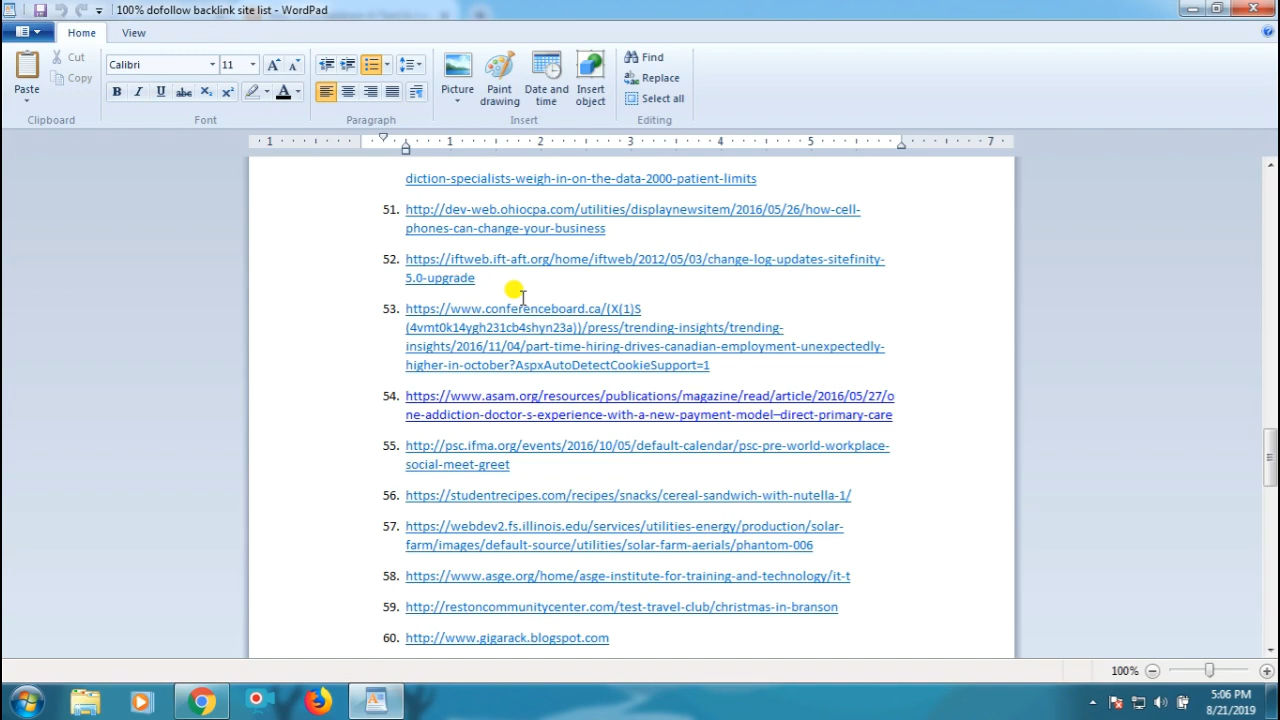 100% dofollow backlink site list - WordPad
Home
View
Paste
Cut
Copy
Clipboard
Calibri
11
Font
Paragraph
Picture
Paint drawing
Date and time
Insert object
Insert
Find
Replace
Select all
Editing
1 1 2 3 4 5 7
diction-specialists-weigh-in-on-the-data-2000-patient-limits
51. http://dev-web.ohiocpa.com/utilities/displaynewsitem/2016/05/26/how-cell-
phones-can-change-your-business
52. https://iftweb.ift-aft.org/home/iftweb/2012/05/03/change-log-updates-sitefinity-
5.0-upgrade
53. https://www.conferenceboard.ca/(X(1)S
(4vmt0k14ygh231cb4shyn23a))/press/trending-insights/trending-
insights/2016/11/04/part-time-hiring-drives-canadian-employment-unexpectedly-
higher-in-october?AspxAutoDetectCookieSupport=1
54. https://www.asam.org/resources/publications/magazine/read/article/2016/05/27/o
ne-addiction-doctor-s-experience-with-a-new-payment-model–direct-primary-care
55. http://psc.ifma.org/events/2016/10/05/default-calendar/psc-pre-world-workplace-
social-meet-greet
56. https://studentrecipes.com/recipes/snacks/cereal-sandwich-with-nutella-1/
57. https://webdev2.fs.illinois.edu/services/utilities-energy/production/solar-
farm/images/default-source/utilities/solar-farm-aerials/phantom-006
58. https://www.asge.org/home/asge-institute-for-training-and-technology/it-t
59. http://restoncommunitycenter.com/test-travel-club/christmas-in-branson
60. http://www.gigarack.blogspot.com
100%
5:06 PM
8/21/2019